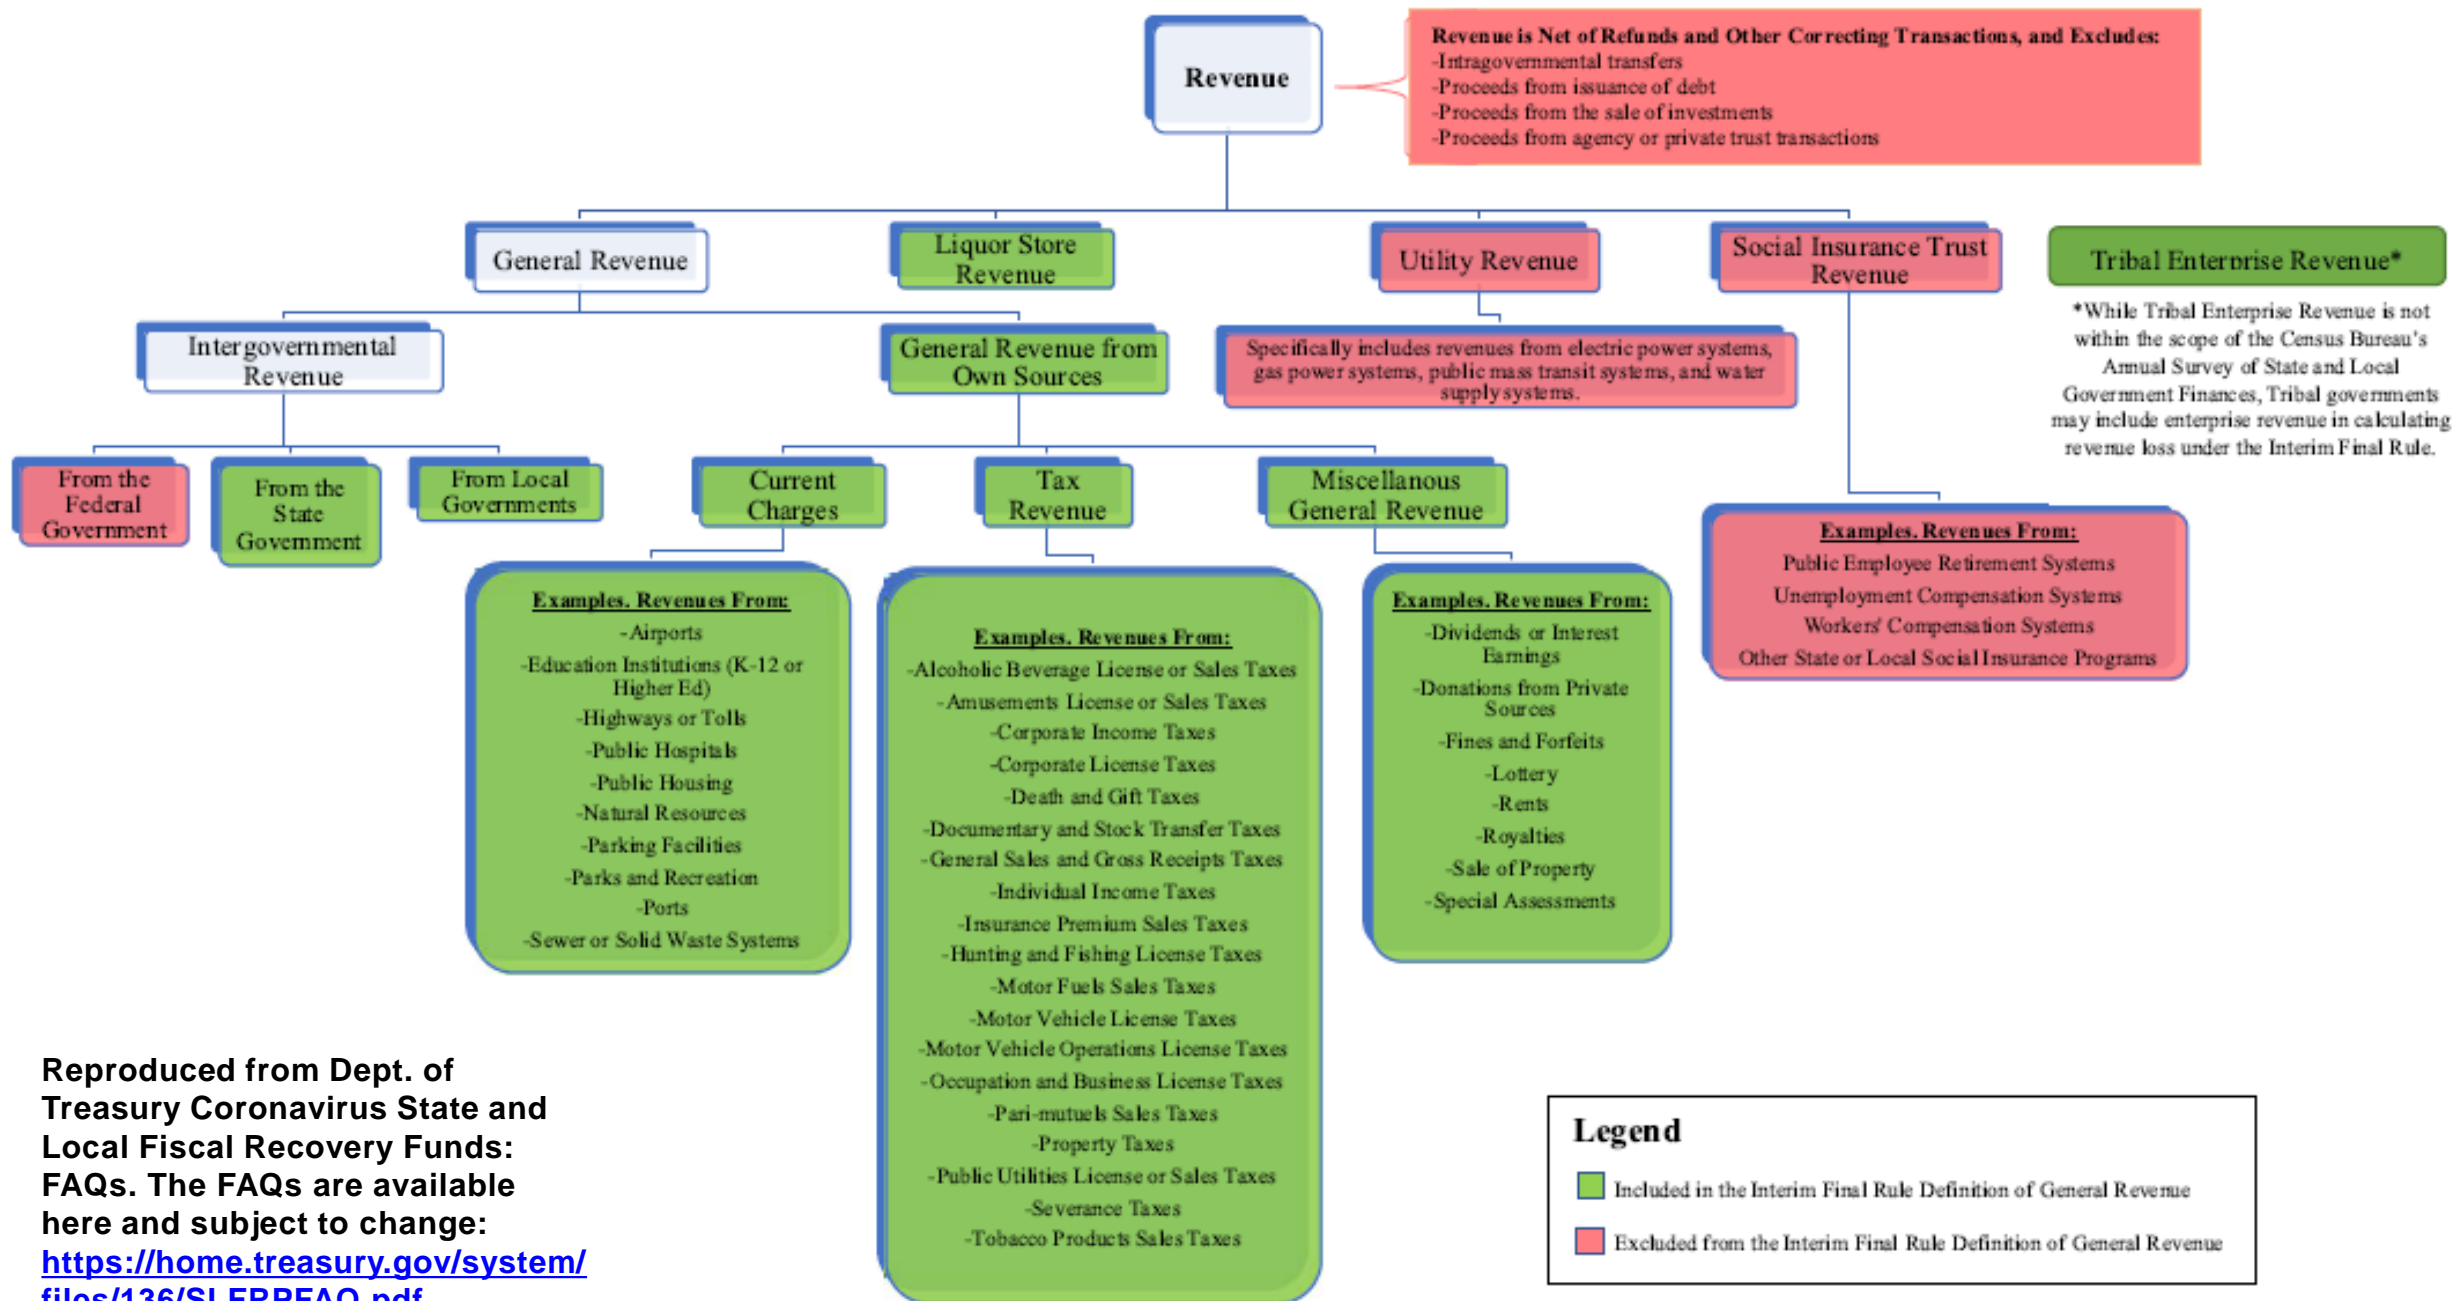 Revenue
Revenue is Net of Refunds and Other Correcting Transactions, and Excludes:
-Intragovernmental transfers
-Proceeds from issuance of debt
-Proceeds from the sale of investments
-Proceeds from agency or private trust transactions
General Revenue
Liquor Store
Revenue
Utility Revenue
Social Insurance Trust
Revenue
Tribal Enterprise Revenue*
*While Tribal Enterprise Revenue is not
within the scope of the Census Bureau's
Annual Survey of State and Local
Government Finances, Tribal governments
may include enterprise revenue in calculating
revenue loss under the Interim Final Rule.
Intergovernmental
Revenue
General Revenue from
Own Sources
Specifically includes revenues from electric power systems,
gas power systems, public mass transit systems, and water
supply systems.
From the
Federal
Government
From the
State
Government
From Local
Governments
Current
Charges
Tax
Revenue
Miscellanous
General Revenue
Examples. Revenues From:
-Airports
-Education Institutions (K-12 or
Higher Ed)
-Highways or Tolls
-Public Hospitals
-Public Housing
-Natural Resources
-Parking Facilities
-Parks and Recreation
-Ports
-Sewer or Solid Waste Systems
Examples. Revenues From:
-Alcoholic Beverage License or Sales Taxes
-Amusements License or Sales Taxes
-Corporate Income Taxes
-Corporate License Taxes
-Death and Gift Taxes
-Documentary and Stock Transfer Taxes
-General Sales and Gross Receipts Taxes
-Individual Income Taxes
-Insurance Premium Sales Taxes
-Hunting and Fishing License Taxes
-Motor Fuels Sales Taxes
-Motor Vehicle License Taxes
-Motor Vehicle Operations License Taxes
-Occupation and Business License Taxes
-Pari-mutuels Sales Taxes
-Property Taxes
-Public Utilities License or Sales Taxes
-Severance Taxes
-Tobacco Products Sales Taxes
Examples. Revenues From:
-Dividends or Interest
Earnings
-Donations from Private
Sources
-Fines and Forfeits
-Lottery
-Rents
-Royalties
-Sale of Property
-Special Assessments
Examples. Revenues From:
Public Employee Retirement Systems
Unemployment Compensation Systems
Workers' Compensation Systems
Other State or Local Social Insurance Programs
Reproduced from Dept. of
Treasury Coronavirus State and
Local Fiscal Recovery Funds:
FAQs. The FAQs are available
here and subject to change:
https://home.treasury.gov/system/
files/136/SLFRPFAQ.pdf
Legend
Included in the Interim Final Rule Definition of General Revenue
Excluded from the Interim Final Rule Definition of General Revenue